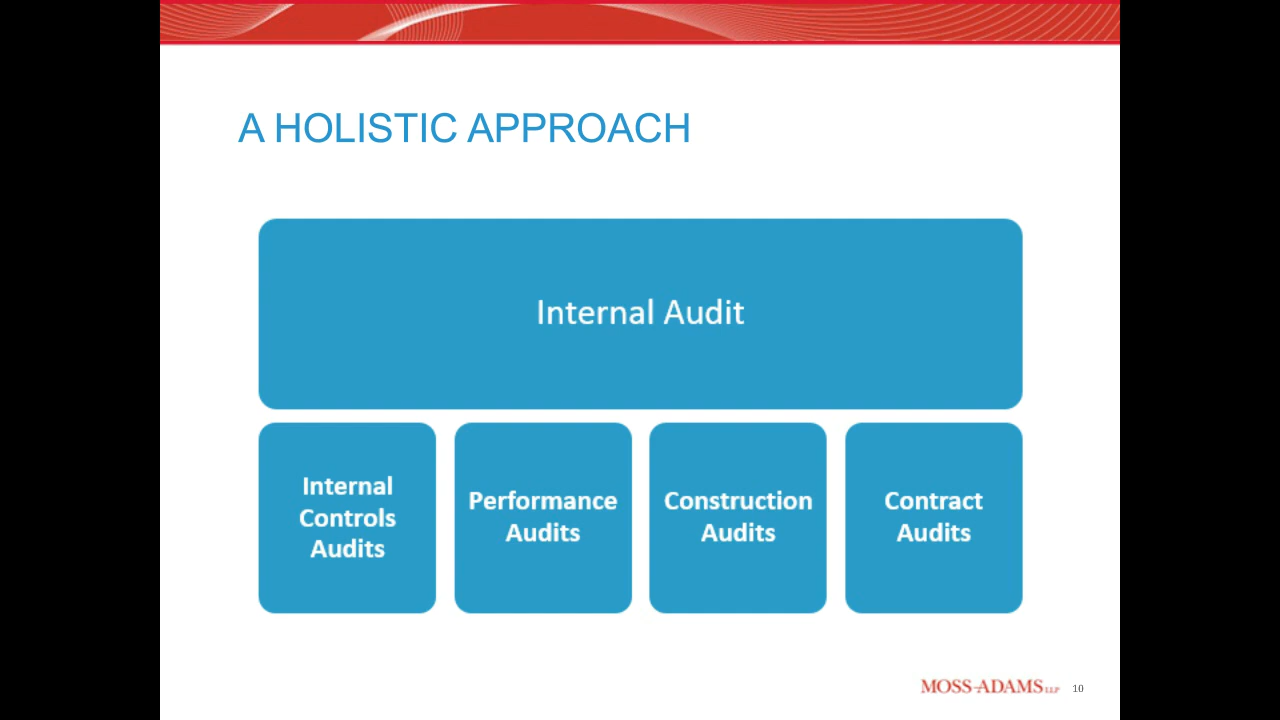 A HOLISTIC APPROACH
Internal Audit
Internal
Controls
Audits
Performance
Audits
Construction
Audits
Contract
Audits
MOSS-ADAMS LLP
10